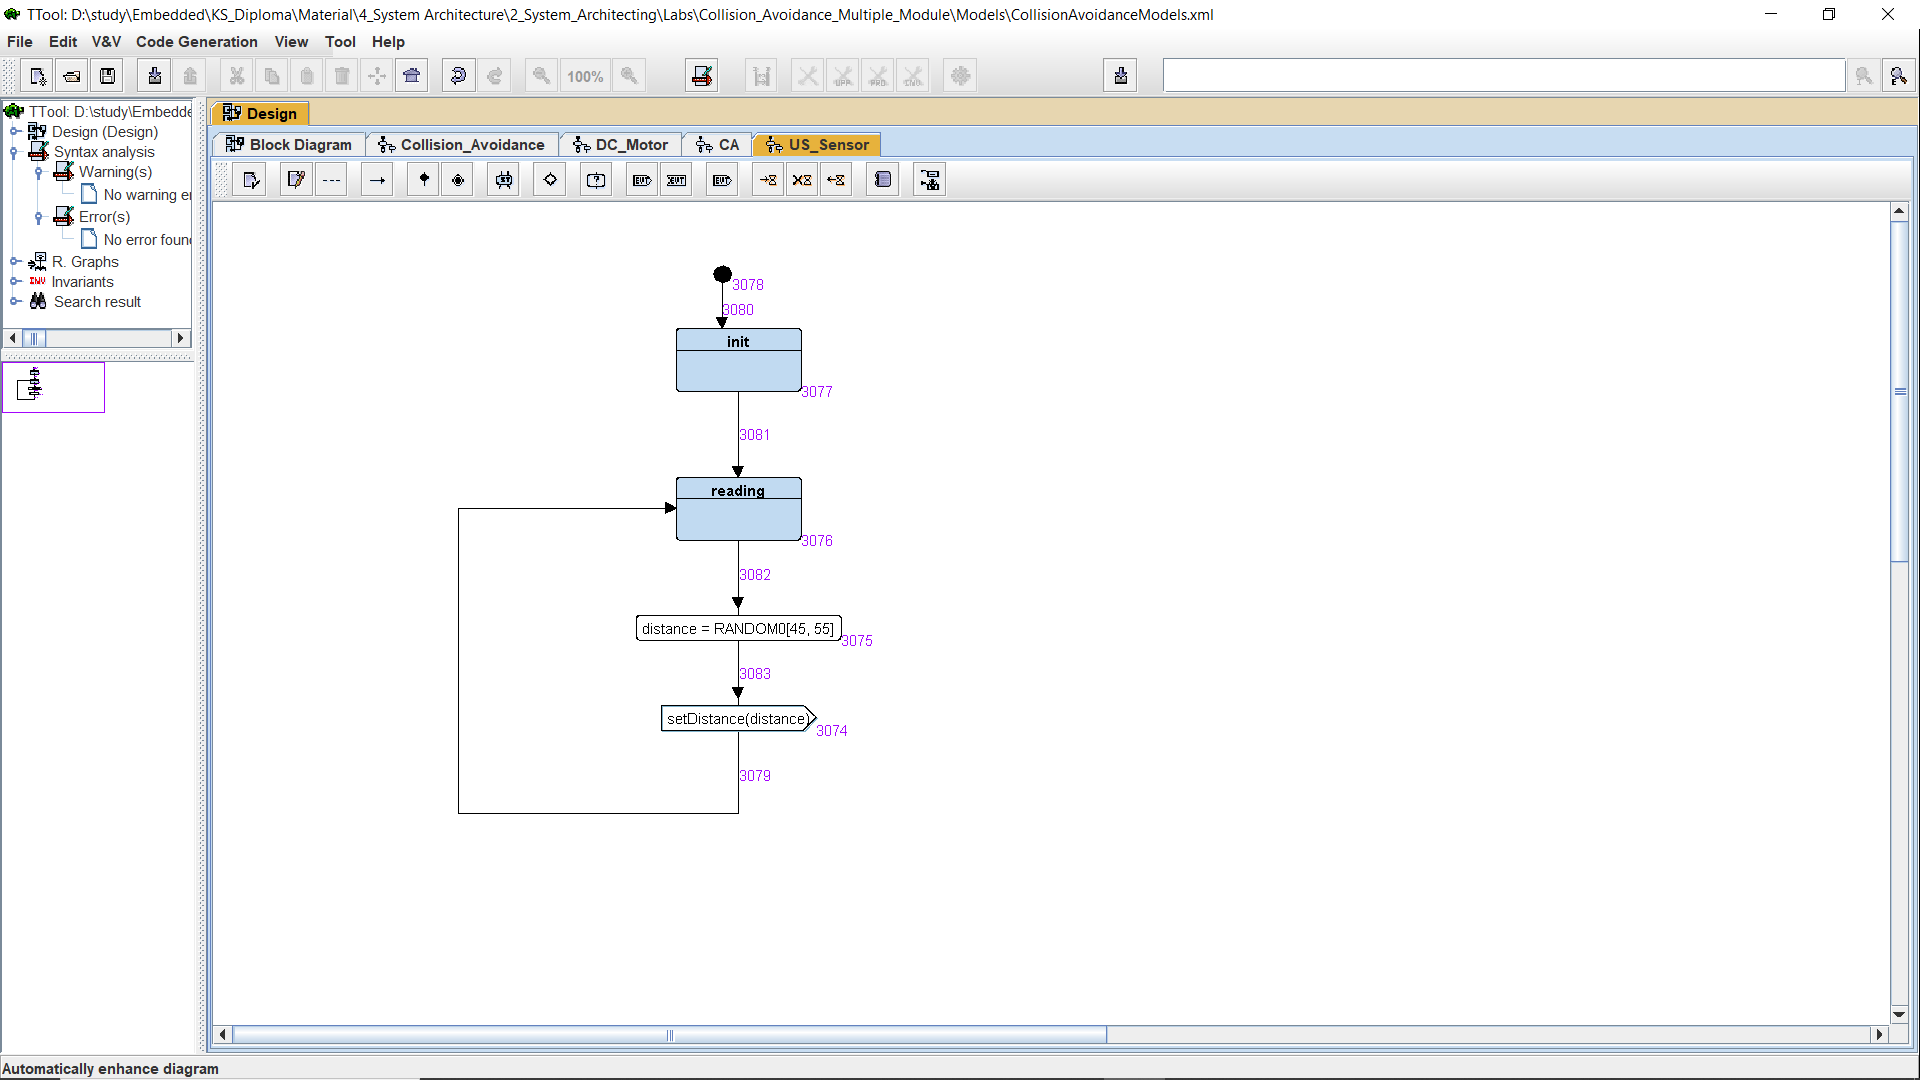 TTool: D:\study\Embedded\KS_Diploma\Material\4_System Architecture\2_System_Architecting\Labs\Collision_Avoidance_Multiple_Module\Models\CollisionAvoidanceModels.xml
File Edit V&V Code Generation View Tool Help
100%
TTool: D:\study\Embedde
Design (Design)
Syntax analysis
Warning(s)
No warning er
Error(s)
No error foun
R. Graphs
INV Invariants
Search result
Design
Block Diagram Collision_Avoidance DC_Motor CA US_Sensor
3078
3080
init
3077
3081
reading
3076
3082
distance = RANDOM0[45, 55]
3075
3083
setDistance(distance)
3074
3079
Automatically enhance diagram